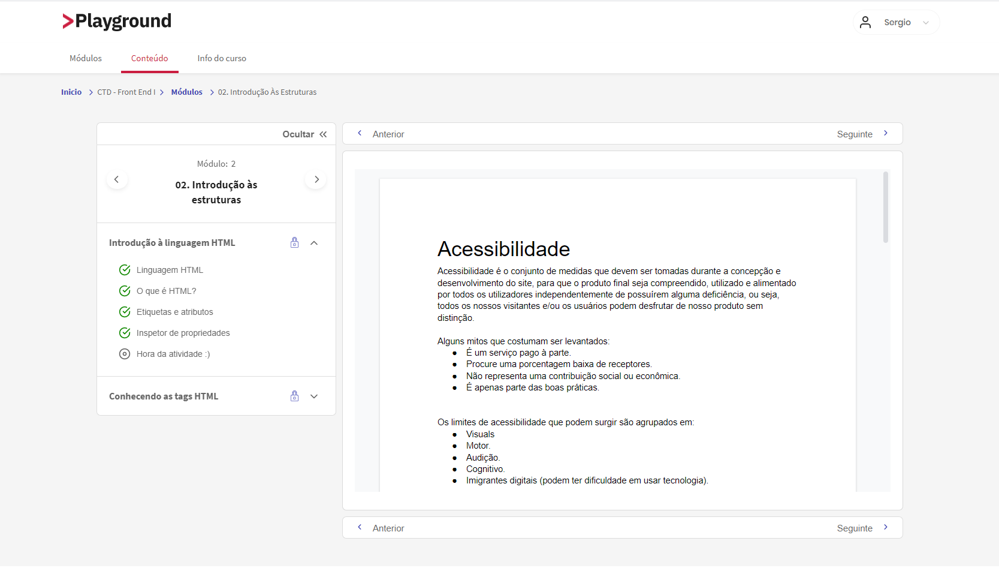 >Playground
Sergio
Módulos
Conteúdo
Info do curso
Inicio > CTD - Front End I > Módulos > 02. Introdução Às Estruturas
Ocultar
Módulo: 2
02. Introdução às
estruturas
Introdução à linguagem HTML
Linguagem HTML
O que é HTML?
Etiquetas e atributos
Inspetor de propriedades
Hora da atividade :)
Conhecendo as tags HTML
Anterior
Seguinte
Acessibilidade
Acessibilidade é o conjunto de medidas que devem ser tomadas durante a concepção e
desenvolvimento do site, para que o produto final seja compreendido, utilizado e alimentado
por todos os utilizadores independentemente de possuírem alguma deficiência, ou seja,
todos os nossos visitantes e/ou os usuários podem desfrutar de nosso produto sem
distinção.
Alguns mitos que costumam ser levantados:
● É um serviço pago à parte.
● Procure uma porcentagem baixa de receptores.
● Não representa uma contribuição social ou econômica.
● É apenas parte das boas práticas.
Os limites de acessibilidade que podem surgir são agrupados em:
● Visuals
● Motor.
● Audição.
● Cognitivo.
● Imigrantes digitais (podem ter dificuldade em usar tecnologia).
Anterior
Seguinte